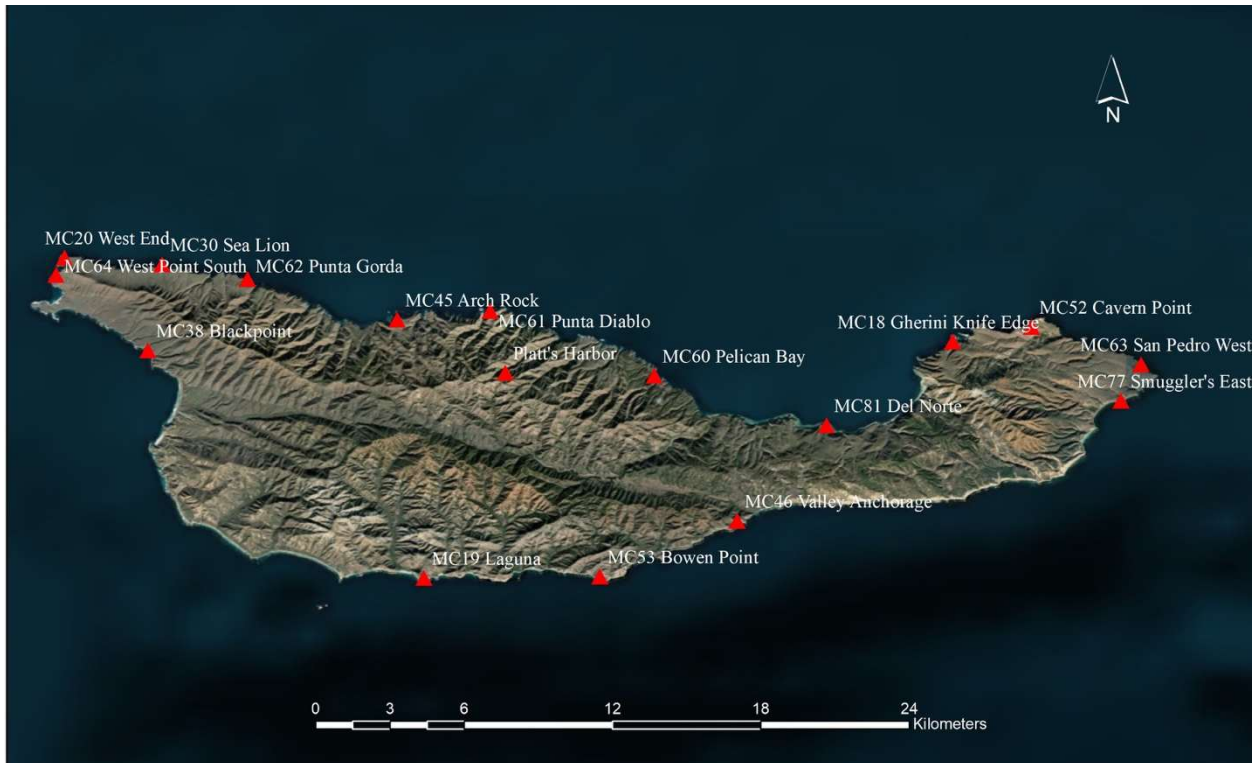 N
MC20 West End
MC30 Sea Lion
MC64 West Point South
MC62 Punta Gorda
MC45 Arch Rock
MC52 Cavern Point
MC61 Punta Diablo
MC18 Gherini Knife Edge
MC38 Blackpoint
MC63 San Pedro West
Platt's Harbor
MC60 Pelican Bay
MC77 Smuggler's East
MC81 Del Norte
MC46 Valley Anchorage
MC19 Laguna
MC53 Bowen Point
0 3 6 12 18 24
Kilometers